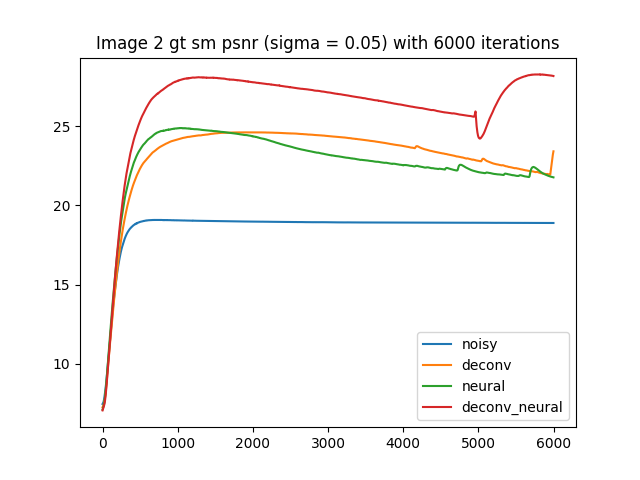 Image 2 gt sm psnr (sigma = 0.05) with 6000 iterations
25
20
15
10
noisy
deconv
neural
deconv_neural
0 1000 2000 3000 4000 5000 6000